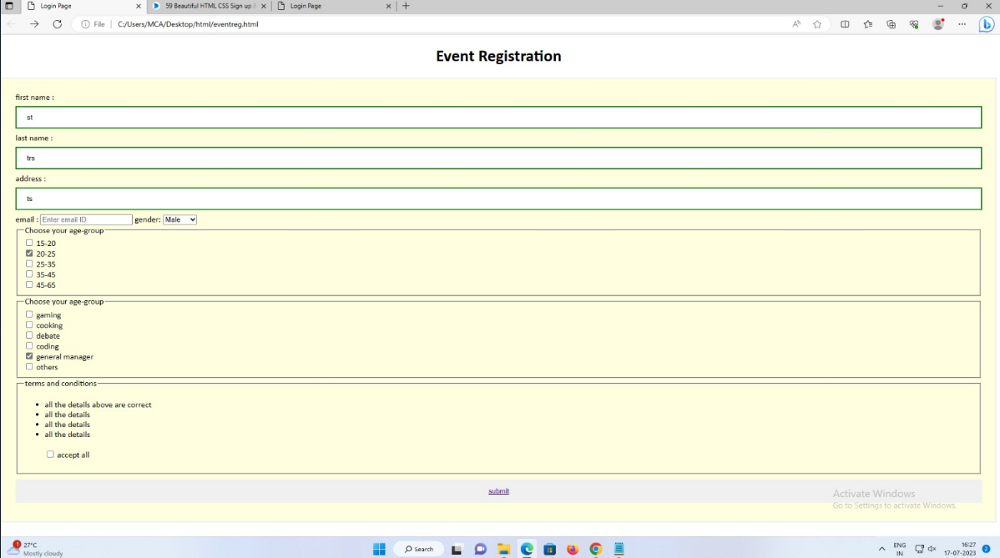 Login Page
59 Beautiful HTML CSS Sign up
Login Page
File
C:/Users/MCA/Desktop/html/eventreg.html
Event Registration
first name :
st
last name :
trs
address :
ts
email : Enter email ID gender: Male
Choose your age-group
15-20
20-25
25-35
35-45
45-65
Choose your age-group
gaming
cooking
debate
coding
general manager
others
terms and conditions
• all the details above are correct
• all the details
• all the details
• all the details
accept all
submit
Activate Windows
Go to Settings to activate Windows.
1
27°C
Mostly cloudy
Search
ENG
IN
16:27
17-07-2023
2